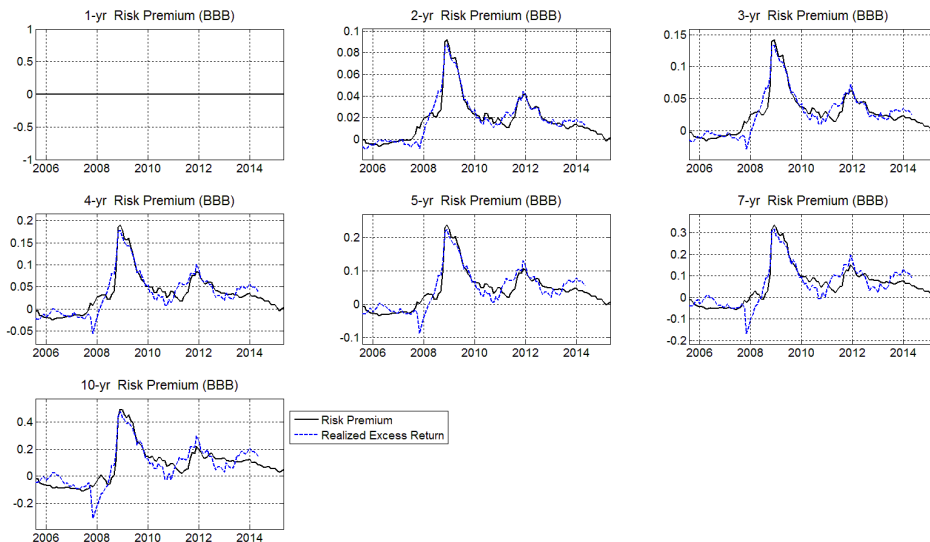 1-yr Risk Premium (BBB)
1
0.5
0
-0.5
-1
2006 2008 2010 2012 2014
2-yr Risk Premium (BBB)
0.1
0.08
0.06
0.04
0.02
0
2006 2008 2010 2012 2014
3-yr Risk Premium (BBB)
0.15
0.1
0.05
0
2006 2008 2010 2012 2014
4-yr Risk Premium (BBB)
0.2
0.15
0.1
0.05
0
-0.05
2006 2008 2010 2012 2014
5-yr Risk Premium (BBB)
0.2
0.1
0
-0.1
2006 2008 2010 2012 2014
7-yr Risk Premium (BBB)
0.3
0.2
0.1
0
-0.1
-0.2
2006 2008 2010 2012 2014
10-yr Risk Premium (BBB)
0.4
0.2
0
-0.2
2006 2008 2010 2012 2014
Risk Premium
Realized Excess Return